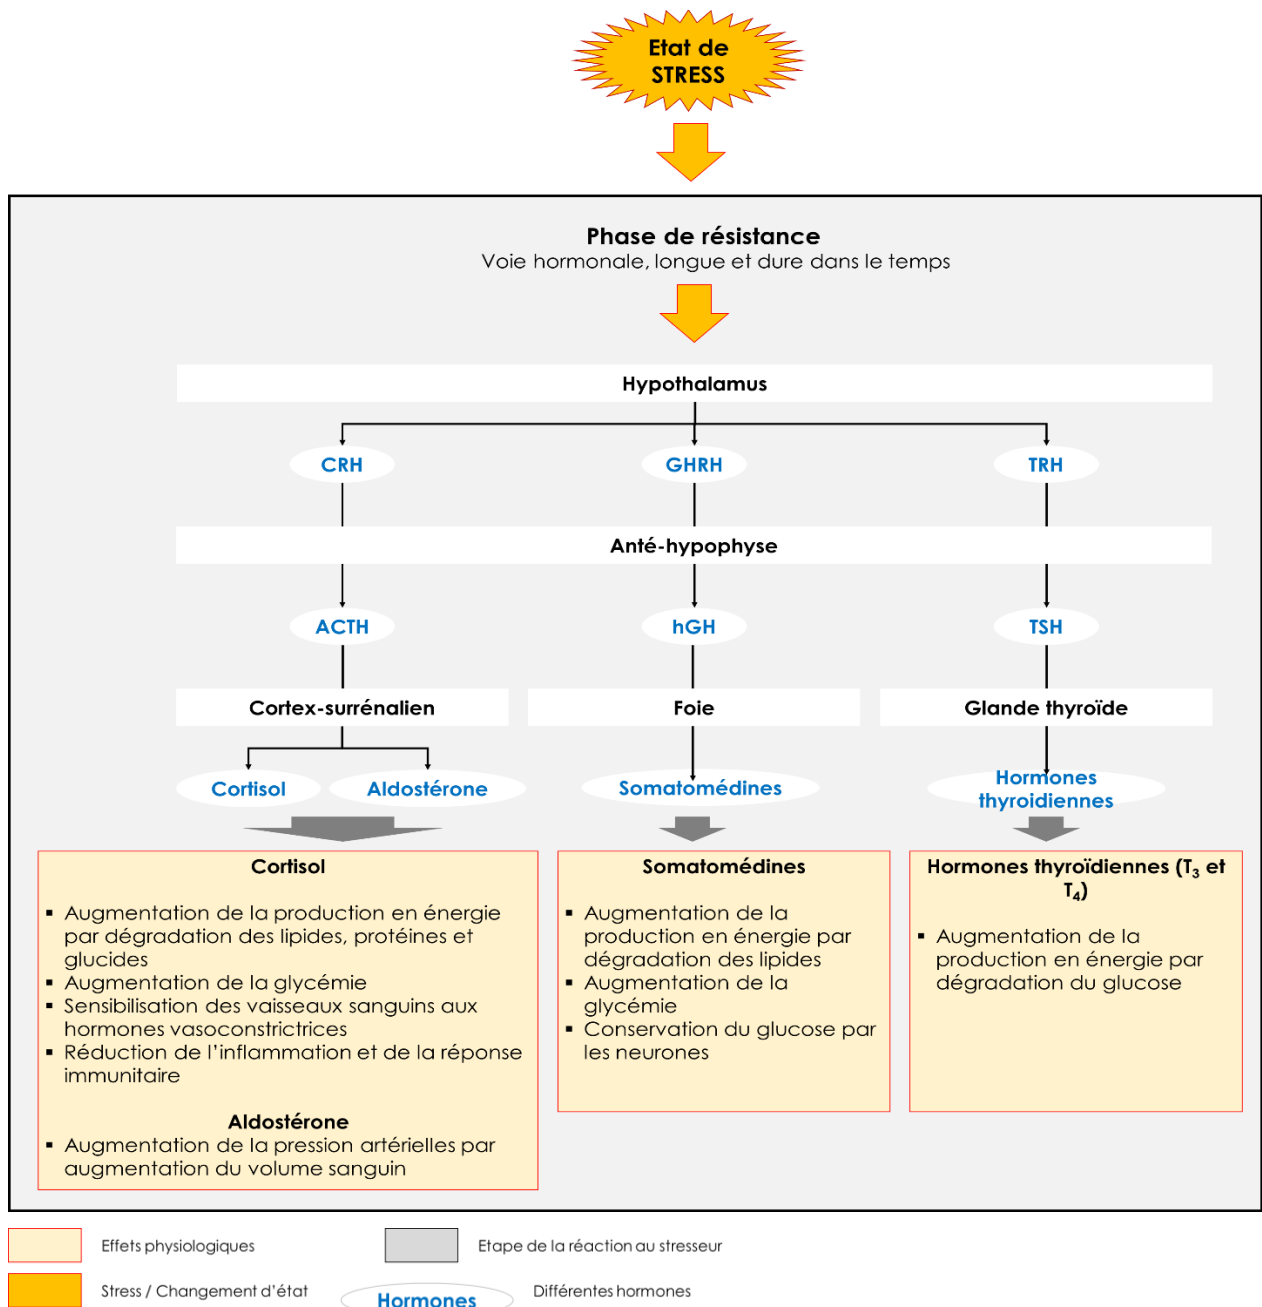 Etat de
STRESS
Phase de résistance
Voie hormonale, longue et dure dans le temps
Hypothalamus
CRH
GHRH
TRH
Anté-hypophyse
ACTH
hGH
TSH
Cortex-surrénalien
Foie
Glande thyroïde
Cortisol
Aldostérone
Somatomédines
Hormones
thyroidiennes
Cortisol
▪ Augmentation de la production en énergie
par dégradation des lipides, protéines et
glucides
▪ Augmentation de la glycémie
▪ Sensibilisation des vaisseaux sanguins aux
hormones vasoconstrictrices
▪ Réduction de l’inflammation et de la réponse
immunitaire
Aldostérone
▪ Augmentation de la pression artérielles par
augmentation du volume sanguin
Somatomédines
▪ Augmentation de la
production en énergie par
dégradation des lipides
▪ Augmentation de la
glycémie
▪ Conservation du glucose par
les neurones
Hormones thyroïdiennes (T₃ et
T₄)
▪ Augmentation de la
production en énergie par
dégradation du glucose
Effets physiologiques
Etape de la réaction au stresseur
Stress / Changement d’état
Hormones
Différentes hormones